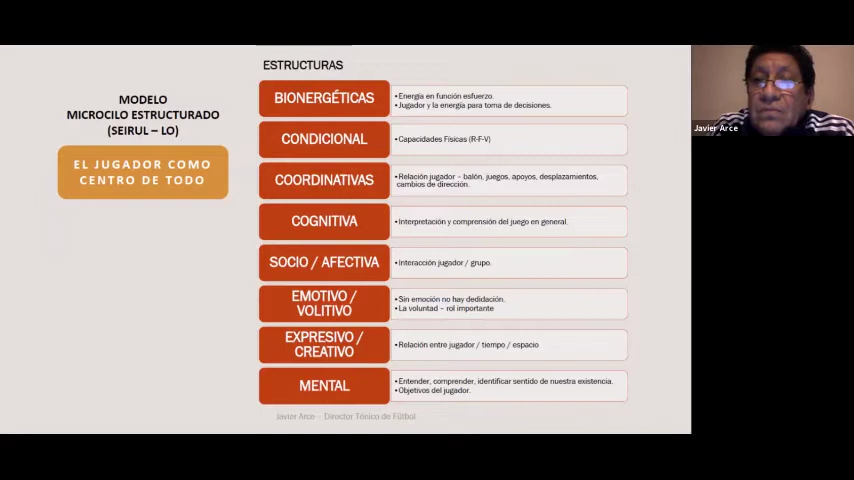 MODELO
MICROCILO ESTRUCTURADO
(SEIRUL – LO)
EL JUGADOR COMO
CENTRO DE TODO
ESTRUCTURAS
BIONERGÉTICAS
•Energía en función esfuerzo.
•Jugador y la energía para toma de decisiones.
CONDICIONAL
•Capacidades Físicas (R-F-V)
COORDINATIVAS
•Relación jugador – balón, juegos, apoyos, desplazamientos,
cambios de dirección.
COGNITIVA
•Interpretación y comprensión del juego en general.
SOCIO / AFECTIVA
•Interacción jugador / grupo.
EMOTIVO /
VOLITIVO
•Sin emoción no hay dedidación.
•La voluntad – rol importante
EXPRESIVO /
CREATIVO
•Relación entre jugador / tiempo / espacio
MENTAL
•Entender, comprender, identificar sentido de nuestra existencia.
•Objetivos del jugador.
Javier Arce – Director Tónico de Fútbol
Javier Arce